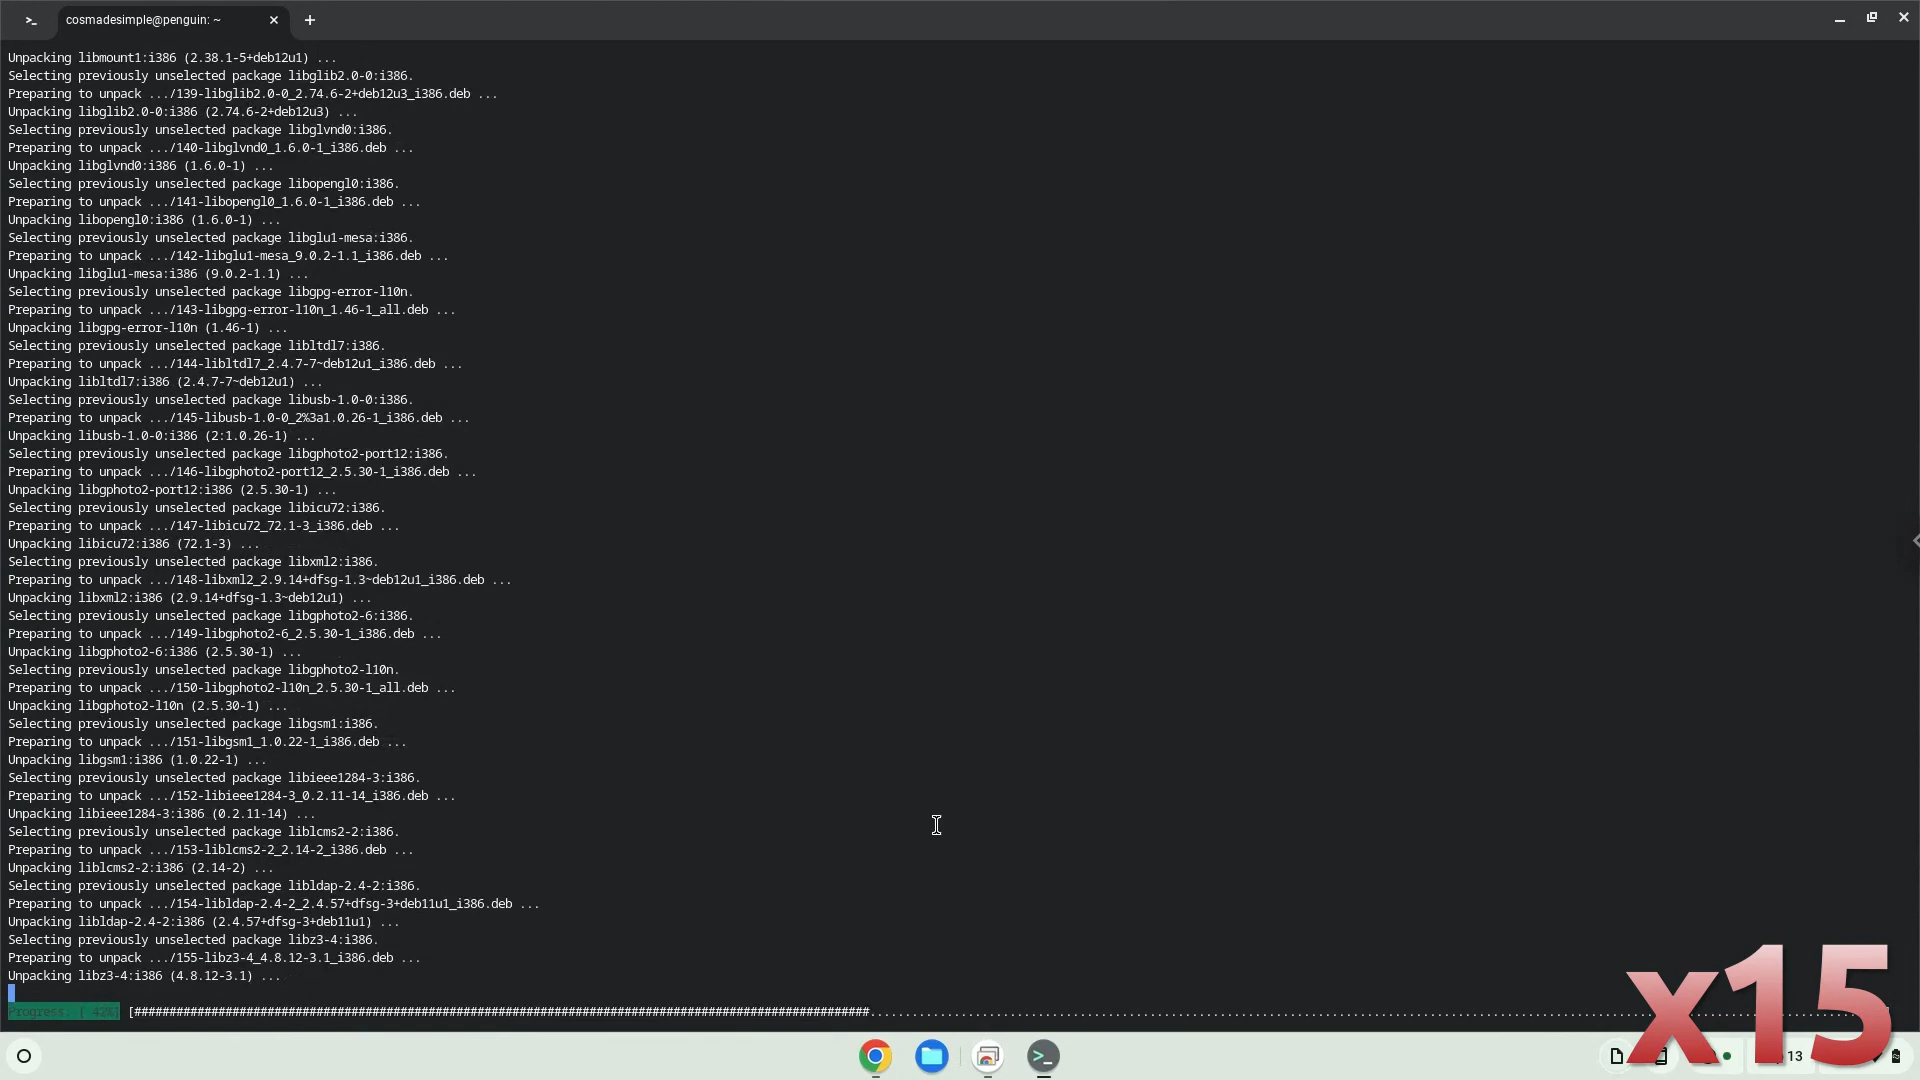 cosmadesimple@penguin: ~
Unpacking libmount1:i386 (2.38.1-5+deb12u1) ...
Selecting previously unselected package libglib2.0-0:i386.
Preparing to unpack .../139-libglib2.0-0_2.74.6-2+deb12u3_i386.deb ...
Unpacking libglib2.0-0:i386 (2.74.6-2+deb12u3) ...
Selecting previously unselected package libglvnd0:i386.
Preparing to unpack .../140-libglvnd0_1.6.0-1_i386.deb ...
Unpacking libglvnd0:i386 (1.6.0-1) ...
Selecting previously unselected package libopengl0:i386.
Preparing to unpack .../141-libopengl0_1.6.0-1_i386.deb ...
Unpacking libopengl0:i386 (1.6.0-1) ...
Selecting previously unselected package libglu1-mesa:i386.
Preparing to unpack .../142-libglu1-mesa_9.0.2-1.1_i386.deb ...
Unpacking libglu1-mesa:i386 (9.0.2-1.1) ...
Selecting previously unselected package libgpg-error-l10n.
Preparing to unpack .../143-libgpg-error-l10n_1.46-1_all.deb ...
Unpacking libgpg-error-l10n (1.46-1) ...
Selecting previously unselected package libltdl7:i386.
Preparing to unpack .../144-libltdl7_2.4.7-7~deb12u1_i386.deb ...
Unpacking libltdl7:i386 (2.4.7-7~deb12u1) ...
Selecting previously unselected package libusb-1.0-0:i386.
Preparing to unpack .../145-libusb-1.0-0_2%3a1.0.26-1_i386.deb ...
Unpacking libusb-1.0-0:i386 (2:1.0.26-1) ...
Selecting previously unselected package libgphoto2-port12:i386.
Preparing to unpack .../146-libgphoto2-port12_2.5.30-1_i386.deb ...
Unpacking libgphoto2-port12:i386 (2.5.30-1) ...
Selecting previously unselected package libicu72:i386.
Preparing to unpack .../147-libicu72_72.1-3_i386.deb ...
Unpacking libicu72:i386 (72.1-3) ...
Selecting previously unselected package libxml2:i386.
Preparing to unpack .../148-libxml2_2.9.14+dfsg-1.3~deb12u1_i386.deb ...
Unpacking libxml2:i386 (2.9.14+dfsg-1.3~deb12u1) ...
Selecting previously unselected package libgphoto2-6:i386.
Preparing to unpack .../149-libgphoto2-6_2.5.30-1_i386.deb ...
Unpacking libgphoto2-6:i386 (2.5.30-1) ...
Selecting previously unselected package libgphoto2-l10n.
Preparing to unpack .../150-libgphoto2-l10n_2.5.30-1_all.deb ...
Unpacking libgphoto2-l10n (2.5.30-1) ...
Selecting previously unselected package libgsm1:i386.
Preparing to unpack .../151-libgsm1_1.0.22-1_i386.deb ...
Unpacking libgsm1:i386 (1.0.22-1) ...
Selecting previously unselected package libieee1284-3:i386.
Preparing to unpack .../152-libieee1284-3_0.2.11-14_i386.deb ...
Unpacking libieee1284-3:i386 (0.2.11-14) ...
Selecting previously unselected package liblcms2-2:i386.
Preparing to unpack .../153-liblcms2-2_2.14-2_i386.deb ...
Unpacking liblcms2-2:i386 (2.14-2) ...
Selecting previously unselected package libldap-2.4-2:i386.
Preparing to unpack .../154-libldap-2.4-2_2.4.57+dfsg-3+deb11u1_i386.deb ...
Unpacking libldap-2.4-2:i386 (2.4.57+dfsg-3+deb11u1) ...
Selecting previously unselected package libz3-4:i386.
Preparing to unpack .../155-libz3-4_4.8.12-3.1_i386.deb ...
Unpacking libz3-4:i386 (4.8.12-3.1) ...
Progress: [ 42%]
x15
13